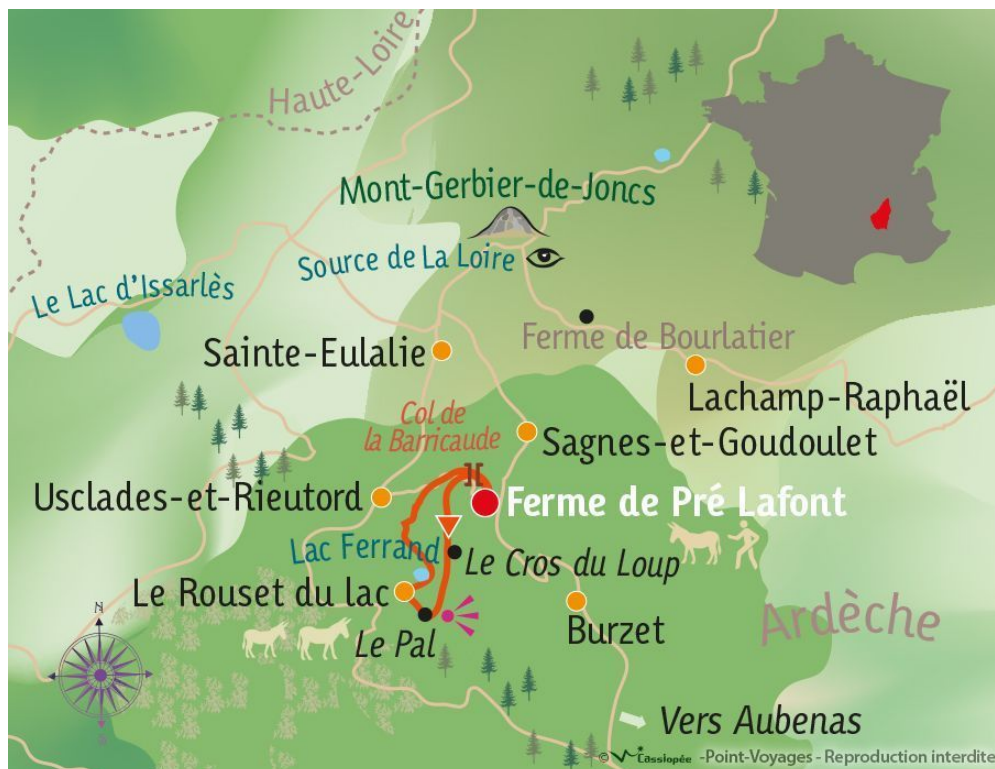 Haute-Loire
Mont-Gerbier-de-Joncs
Source de La Loire
Le Lac d'Issarlès
Ferme de Bourlatier
Sainte-Eulalie
Lachamp-Raphaël
Col de
la Barricaude
Sagnes-et-Goudoulet
Usclades-et-Rieutord
Ferme de Pré Lafont
Lac Ferrand
Le Cros du Loup
Le Rouset du lac
Burzet
Ardèche
Le Pal
N
S
Vers Aubenas
© Cassiopée -Point-Voyages - Reproduction interdite